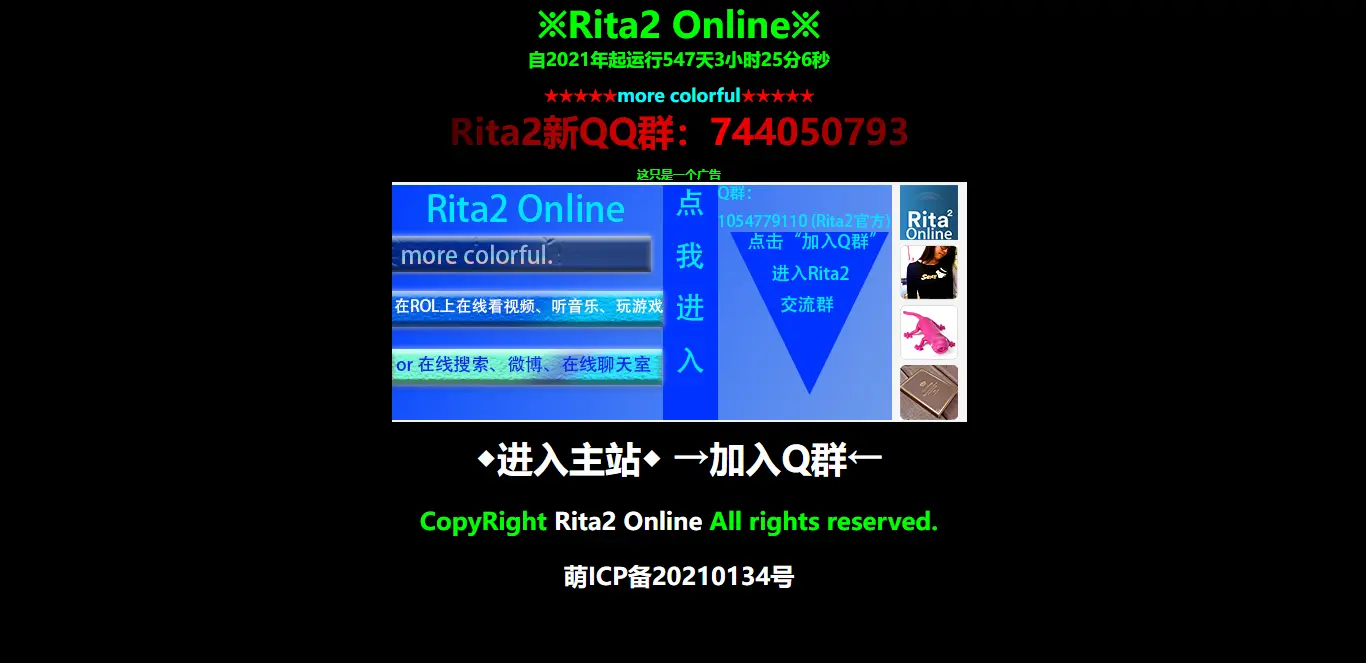 ※Rita2 Online※
自2021年起运行547天3小时25分6秒
★★★★★more colorful★★★★★
Rita2新QQ群：744050793
这只是一个广告
Rita2 Online
more colorful.
在ROL上在线看视频、听音乐、玩游戏
or 在线搜索、微博、在线聊天室
点
我
进
入
Q群：
1054779110 (Rita2官方)
点击“加入Q群”
进入Rita2
交流群
Rita2
Online
◆进入主站◆ →加入Q群←
CopyRight Rita2 Online All rights reserved.
萌ICP备20210134号